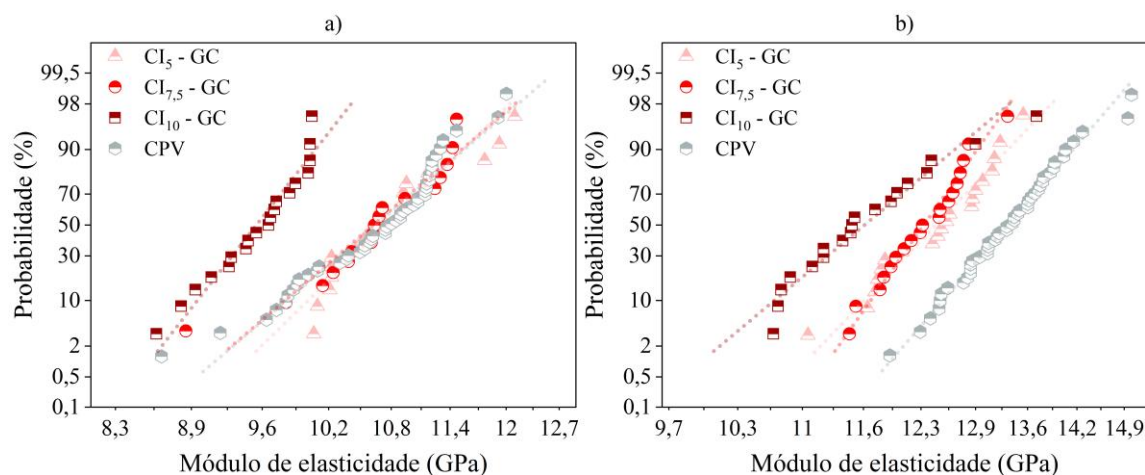 a)
CI₅ - GC
CI₇,₅ - GC
CI₁₀ - GC
CPV
99,5
98
90
70
50
30
10
2
0,5
0,1
Probabilidade (%)
8,3 8,9 9,6 10,2 10,8 11,4 12 12,7
Módulo de elasticidade (GPa)
b)
CI₅ - GC
CI₇,₅ - GC
CI₁₀ - GC
CPV
99,5
98
90
70
50
30
10
2
0,5
0,1
Probabilidade (%)
9,7 10,3 11 11,6 12,3 12,9 13,6 14,2 14,9
Módulo de elasticidade (GPa)